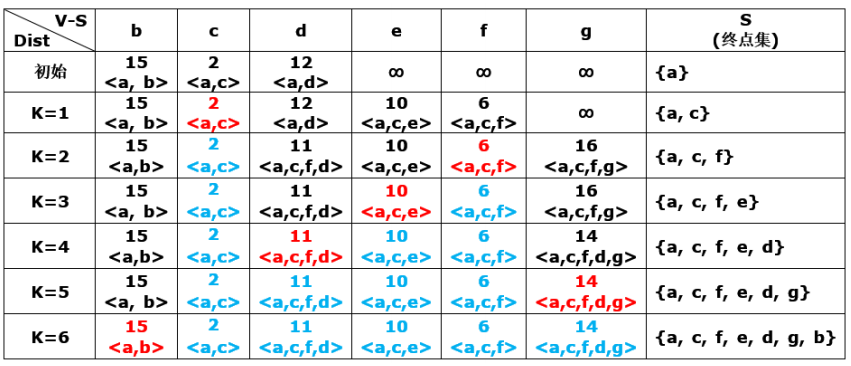 V-S
Dist
b
c
d
e
f
g
S
(终点集)
初始
15
<a, b>
2
<a,c>
12
<a,d>
∞
∞
∞
{a}
K=1
15
<a, b>
2
<a,c>
12
<a,d>
10
<a,c,e>
6
<a,c,f>
∞
{a, c}
K=2
15
<a,b>
2
<a,c>
11
<a,c,f,d>
10
<a,c,e>
6
<a,c,f>
16
<a,c,f,g>
{a, c, f}
K=3
15
<a, b>
2
<a,c>
11
<a,c,f,d>
10
<a,c,e>
6
<a,c,f>
16
<a,c,f,g>
{a, c, f, e}
K=4
15
<a,b>
2
<a,c>
11
<a,c,f,d>
10
<a,c,e>
6
<a,c,f>
14
<a,c,f,d,g>
{a, c, f, e, d}
K=5
15
<a, b>
2
<a,c>
11
<a,c,f,d>
10
<a,c,e>
6
<a,c,f>
14
<a,c,f,d,g>
{a, c, f, e, d, g}
K=6
15
<a,b>
2
<a,c>
11
<a,c,f,d>
10
<a,c,e>
6
<a,c,f>
14
<a,c,f,d,g>
{a, c, f, e, d, g, b}